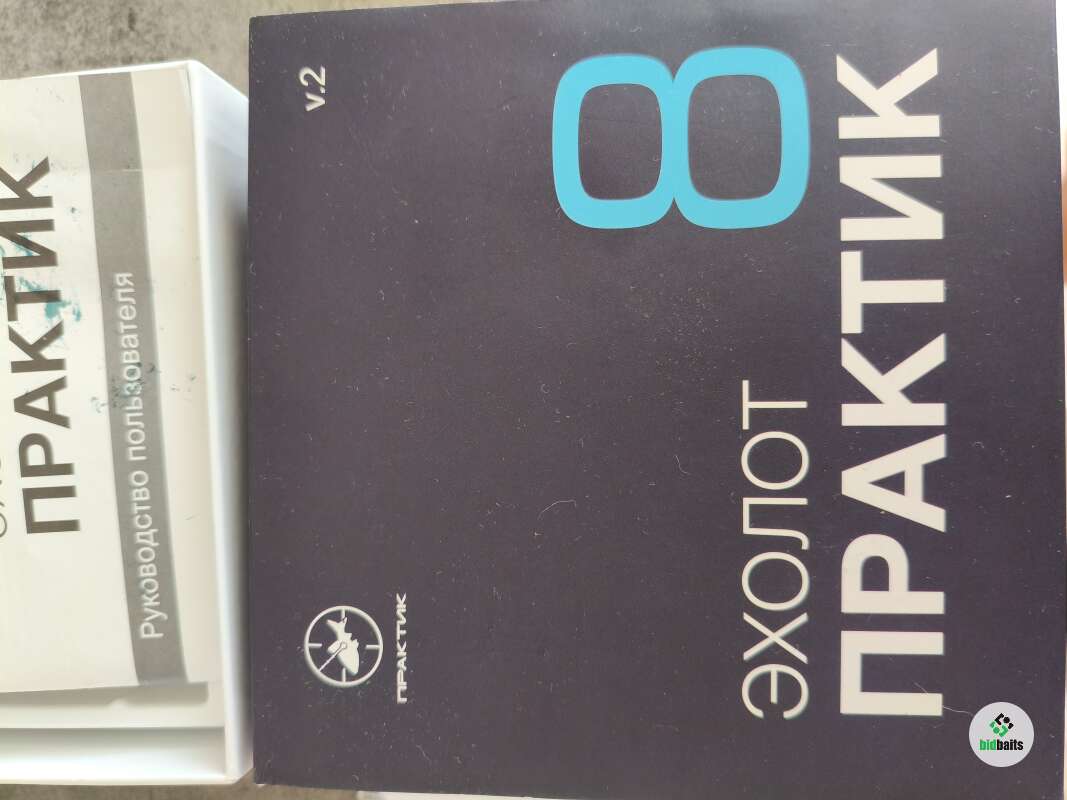 ПРАКТИК
Руководство пользователя
v.2
ПРАКТИК
8
ЭХОЛОТ
ПРАКТИК
bidbaits